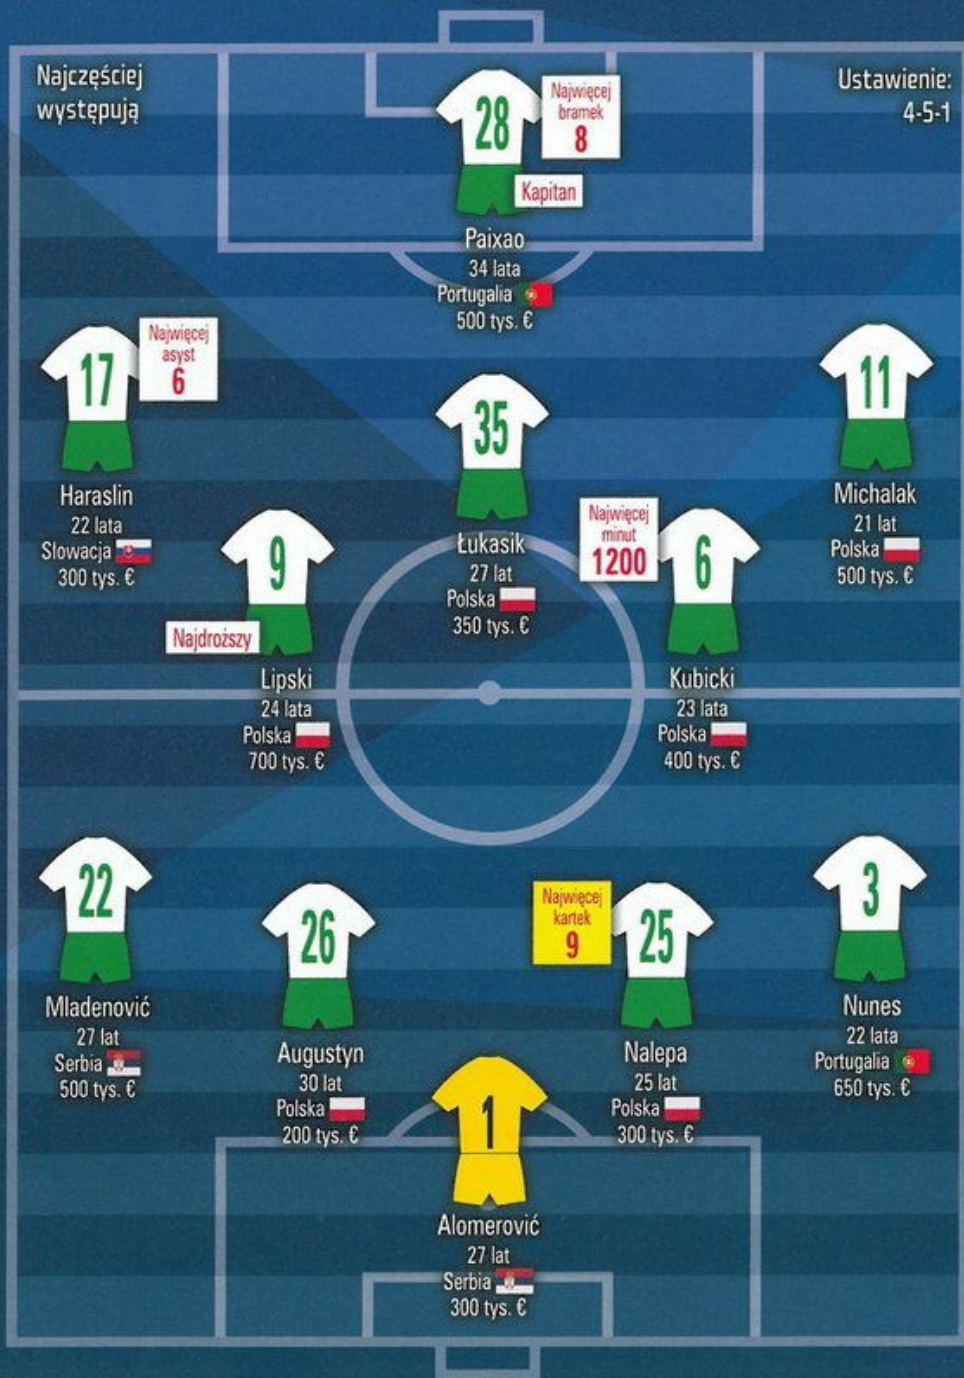 Najczęściej
występują
Ustawienie:
4-5-1
28
Najwięcej
bramek
8
Kapitan
Paixao
34 lata
Portugalia
500 tys. €
17
Najwięcej
asyst
6
Haraslin
22 lata
Slowacja
300 tys. €
35
Łukasik
27 lat
Polska
350 tys. €
11
Michalak
21 lat
Polska
500 tys. €
9
Najdroższy
Lipski
24 lata
Polska
700 tys. €
Najwięcej
minut
1200
6
Kubicki
23 lata
Polska
400 tys. €
22
Mladenović
27 lat
Serbia
500 tys. €
26
Augustyn
30 lat
Polska
200 tys. €
Najwięcej
kartek
9
25
Nalepa
25 lat
Polska
300 tys. €
3
Nunes
22 lata
Portugalia
650 tys. €
1
Alomerović
27 lat
Serbia
300 tys. €